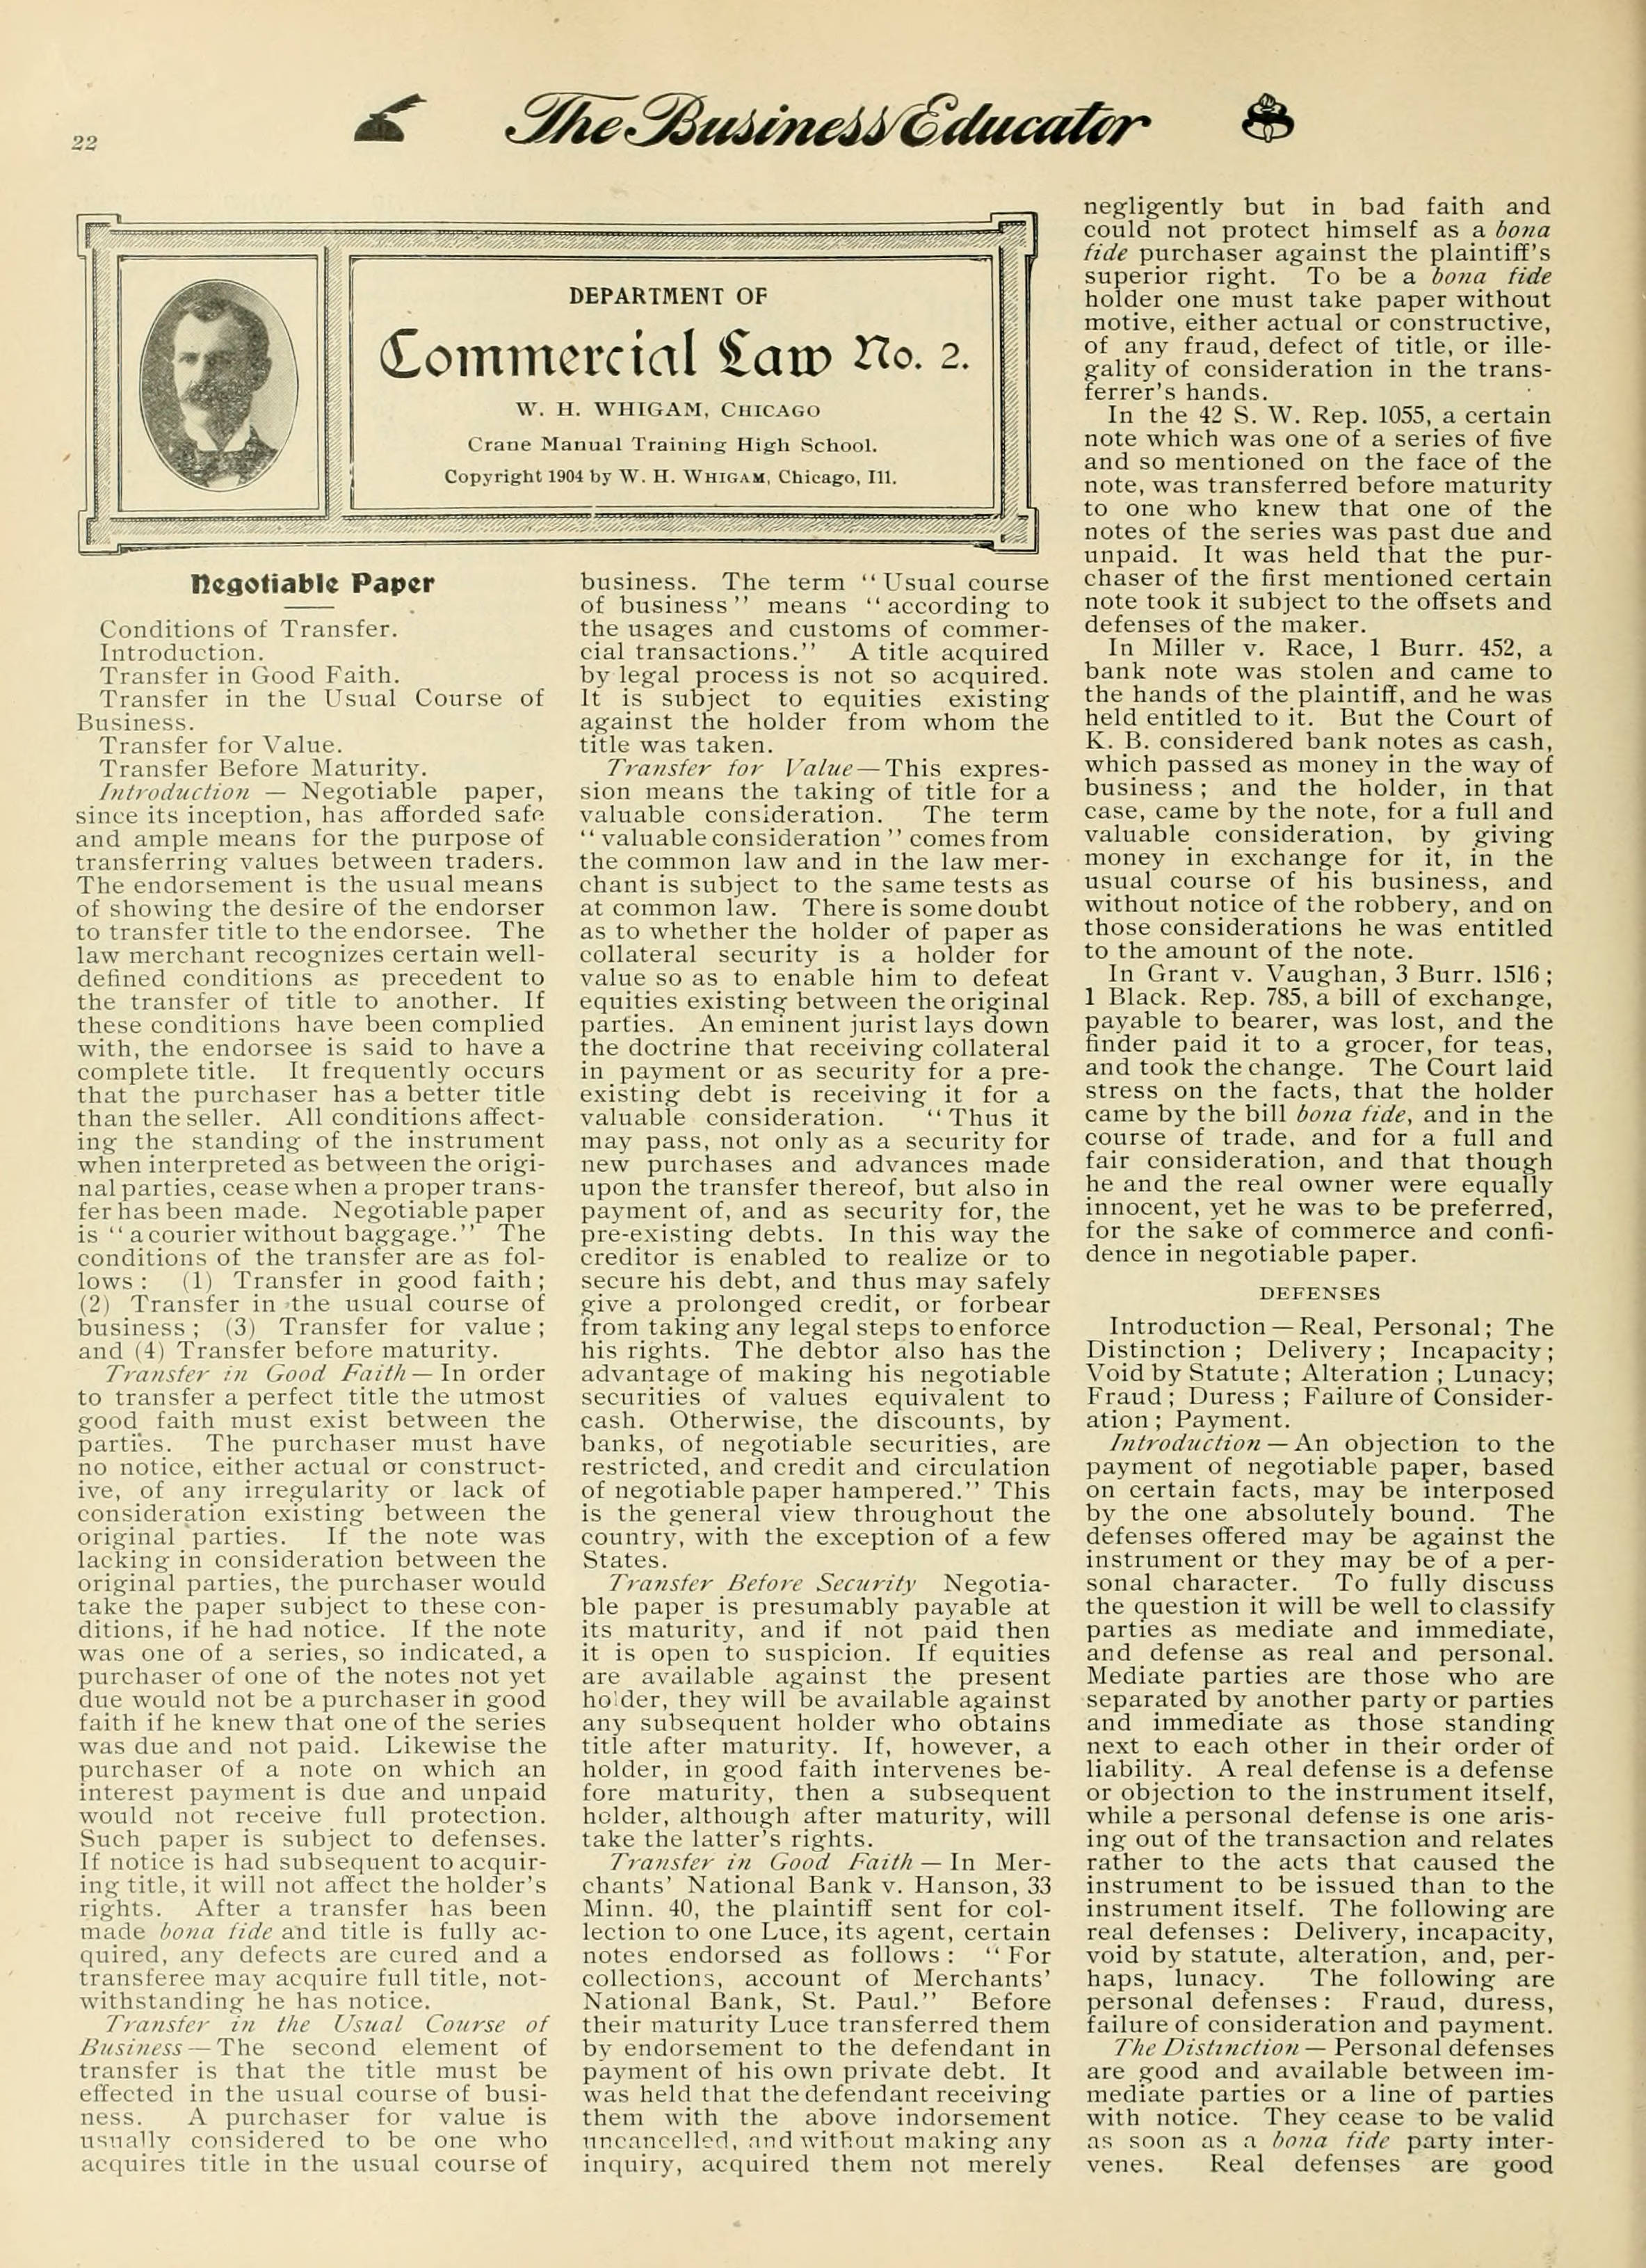 22
The Business Educator
DEPARTMENT OF
Commercial Law No. 2.
W. H. WHIGAM, CHICAGO
Crane Manual Training High School.
Copyright 1904 by W. H. WHIGAM, Chicago, Ill.
Negotiable Paper
Conditions of Transfer.
Introduction.
Transfer in Good Faith.
Transfer in the Usual Course of
Business.
Transfer for Value.
Transfer Before Maturity.
Introduction — Negotiable paper,
since its inception, has afforded safe
and ample means for the purpose of
transferring values between traders.
The endorsement is the usual means
of showing the desire of the endorser
to transfer title to the endorsee. The
law merchant recognizes certain well-
defined conditions as precedent to
the transfer of title to another. If
these conditions have been complied
with, the endorsee is said to have a
complete title. It frequently occurs
that the purchaser has a better title
than the seller. All conditions affect-
ing the standing of the instrument
when interpreted as between the origi-
nal parties, cease when a proper trans-
fer has been made. Negotiable paper
is "a courier without baggage." The
conditions of the transfer are as fol-
lows: (1) Transfer in good faith;
(2) Transfer in the usual course of
business; (3) Transfer for value;
and (4) Transfer before maturity.
Transfer in Good Faith — In order
to transfer a perfect title the utmost
good faith must exist between the
parties. The purchaser must have
no notice, either actual or construct-
ive, of any irregularity or lack of
consideration existing between the
original parties. If the note was
lacking in consideration between the
original parties, the purchaser would
take the paper subject to these con-
ditions, if he had notice. If the note
was one of a series, so indicated, a
purchaser of one of the notes not yet
due would not be a purchaser in good
faith if he knew that one of the series
was due and not paid. Likewise the
purchaser of a note on which an
interest payment is due and unpaid
would not receive full protection.
Such paper is subject to defenses.
If notice is had subsequent to acquir-
ing title, it will not affect the holder's
rights. After a transfer has been
made bona fide and title is fully ac-
quired, any defects are cured and a
transferee may acquire full title, not-
withstanding he has notice.
Transfer in the Usual Course of
Business — The second element of
transfer is that the title must be
effected in the usual course of busi-
ness. A purchaser for value is
usually considered to be one who
acquires title in the usual course of
business. The term "Usual course
of business" means "according to
the usages and customs of commer-
cial transactions." A title acquired
by legal process is not so acquired.
It is subject to equities existing
against the holder from whom the
title was taken.
Transfer for Value — This expres-
sion means the taking of title for a
valuable consideration. The term
"valuable consideration" comes from
the common law and in the law mer-
chant is subject to the same tests as
at common law. There is some doubt
as to whether the holder of paper as
collateral security is a holder for
value so as to enable him to defeat
equities existing between the original
parties. An eminent jurist lays down
the doctrine that receiving collateral
in payment or as security for a pre-
existing debt is receiving it for a
valuable consideration. "Thus it
may pass, not only as a security for
new purchases and advances made
upon the transfer thereof, but also in
payment of, and as security for, the
pre-existing debts. In this way the
creditor is enabled to realize or to
secure his debt, and thus may safely
give a prolonged credit, or forbear
from taking any legal steps to enforce
his rights. The debtor also has the
advantage of making his negotiable
securities of values equivalent to
cash. Otherwise, the discounts, by
banks, of negotiable securities, are
restricted, and credit and circulation
of negotiable paper hampered." This
is the general view throughout the
country, with the exception of a few
States.
Transfer Before Security Negotia-
ble paper is presumably payable at
its maturity, and if not paid then
it is open to suspicion. If equities
are available against the present
holder, they will be available against
any subsequent holder who obtains
title after maturity. If, however, a
holder, in good faith intervenes be-
fore maturity, then a subsequent
holder, although after maturity, will
take the latter's rights.
Transfer in Good Faith — In Mer-
chants' National Bank v. Hanson, 33
Minn. 40, the plaintiff sent for col-
lection to one Luce, its agent, certain
notes endorsed as follows: "For
collections, account of Merchants'
National Bank, St. Paul." Before
their maturity Luce transferred them
by endorsement to the defendant in
payment of his own private debt. It
was held that the defendant receiving
them with the above indorsement
uncancelled, and without making any
inquiry, acquired them not merely
negligently but in bad faith and
could not protect himself as a bona
fide purchaser against the plaintiff's
superior right. To be a bona fide
holder one must take paper without
motive, either actual or constructive,
of any fraud, defect of title, or ille-
gality of consideration in the trans-
ferrer's hands.
In the 42 S. W. Rep. 1055, a certain
note which was one of a series of five
and so mentioned on the face of the
note, was transferred before maturity
to one who knew that one of the
notes of the series was past due and
unpaid. It was held that the pur-
chaser of the first mentioned certain
note took it subject to the offsets and
defenses of the maker.
In Miller v. Race, 1 Burr. 452, a
bank note was stolen and came to
the hands of the plaintiff, and he was
held entitled to it. But the Court of
K. B. considered bank notes as cash,
which passed as money in the way of
business; and the holder, in that
case, came by the note, for a full and
valuable consideration, by giving
money in exchange for it, in the
usual course of his business, and
without notice of the robbery, and on
those considerations he was entitled
to the amount of the note.
In Grant v. Vaughan, 3 Burr. 1516;
1 Black. Rep. 785, a bill of exchange,
payable to bearer, was lost, and the
finder paid it to a grocer, for teas,
and took the change. The Court laid
stress on the facts, that the holder
came by the bill bona fide, and in the
course of trade, and for a full and
fair consideration, and that though
he and the real owner were equally
innocent, yet he was to be preferred,
for the sake of commerce and confi-
dence in negotiable paper.
DEFENSES
Introduction — Real, Personal; The
Distinction; Delivery; Incapacity;
Void by Statute; Alteration; Lunacy;
Fraud; Duress; Failure of Consider-
ation; Payment.
Introduction — An objection to the
payment of negotiable paper, based
on certain facts, may be interposed
by the one absolutely bound. The
defenses offered may be against the
instrument or they may be of a per-
sonal character. To fully discuss
the question it will be well to classify
parties as mediate and immediate,
and defense as real and personal.
Mediate parties are those who are
separated by another party or parties
and immediate as those standing
next to each other in their order of
liability. A real defense is a defense
or objection to the instrument itself,
while a personal defense is one aris-
ing out of the transaction and relates
rather to the acts that caused the
instrument to be issued than to the
instrument itself. The following are
real defenses: Delivery, incapacity,
void by statute, alteration, and, per-
haps, lunacy. The following are
personal defenses: Fraud, duress,
failure of consideration and payment.
The Distinction — Personal defenses
are good and available between im-
mediate parties or a line of parties
with notice. They cease to be valid
as soon as a bona fide party inter-
venes. Real defenses are good